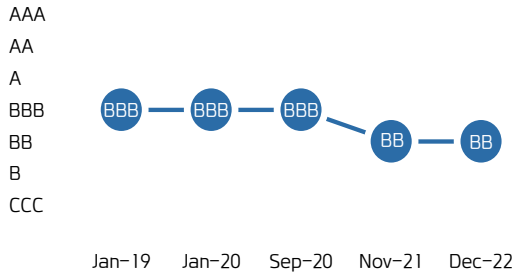 AAA
AA
A
BBB BBB BBB BBB
BB BB BB
B
CCC
Jan-19 Jan-20 Sep-20 Nov-21 Dec-22